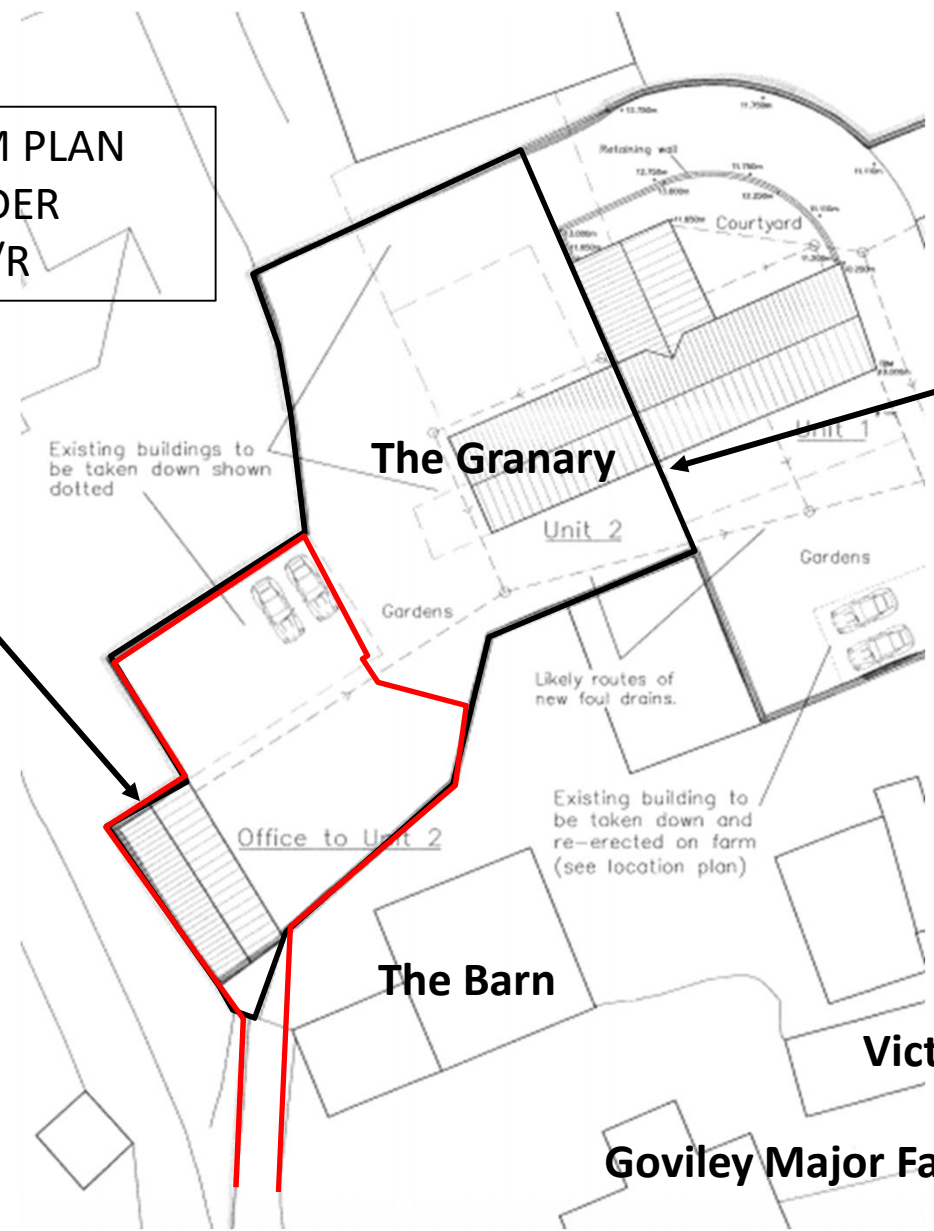 M PLAN
DER
/R
Retaining wall
Courtyard
Existing buildings to
be taken down shown
dotted
The Granary
Unit 1
Unit 2
Gardens
Gardens
Likely routes of
new foul drains.
Existing building to
be taken down and
re-erected on farm
(see location plan)
Office to Unit 2
The Barn
Vict
Goviley Major Fa